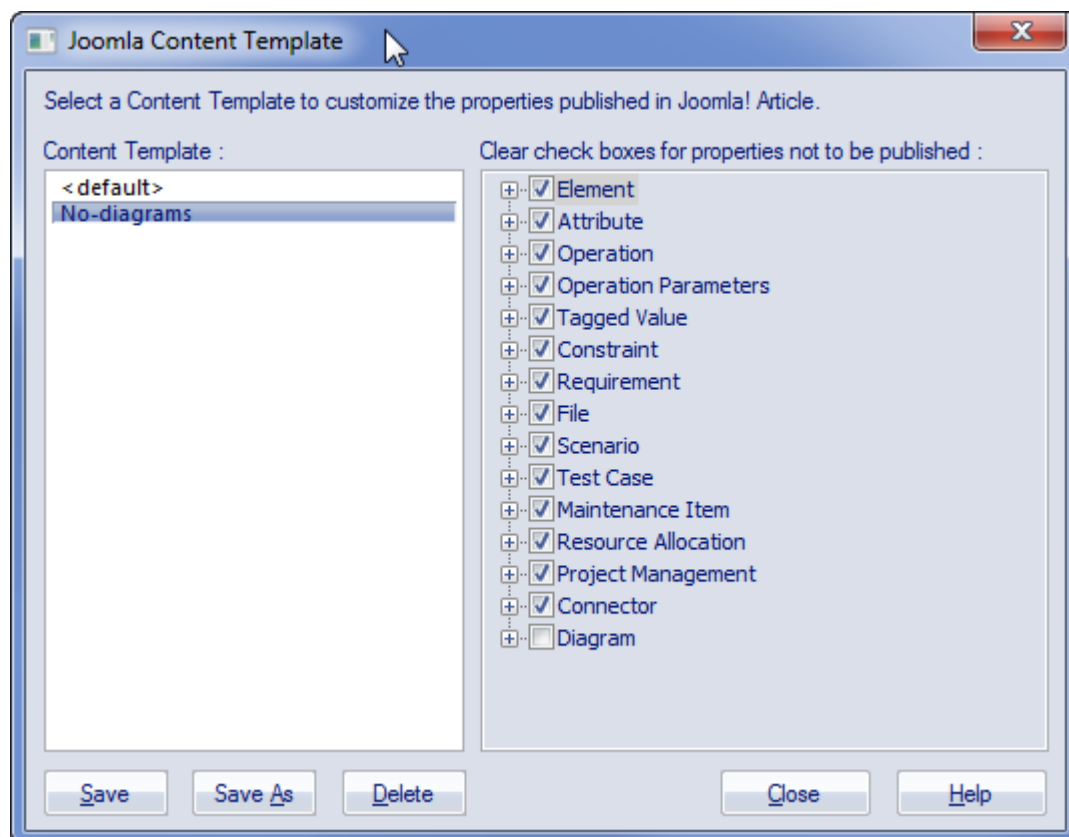 Joomla Content Template
Select a Content Template to customize the properties published in Joomla! Article.
Content Template :
Clear check boxes for properties not to be published :
<default>
No-diagrams
Element
Attribute
Operation
Operation Parameters
Tagged Value
Constraint
Requirement
File
Scenario
Test Case
Maintenance Item
Resource Allocation
Project Management
Connector
Diagram
Save
Save As
Delete
Close
Help